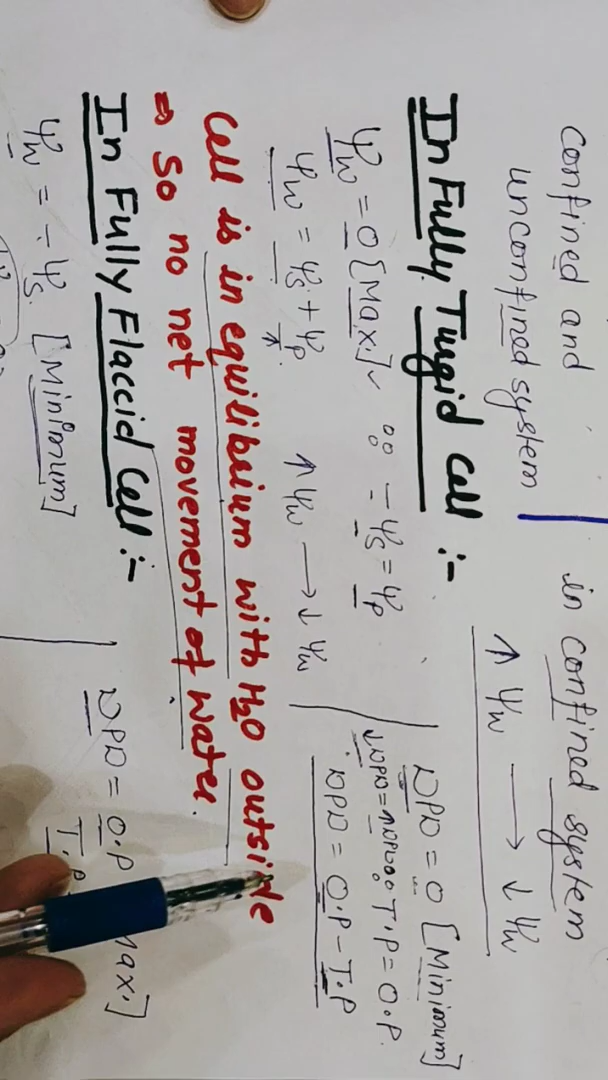 confined and in confined system
unconfined system
↑ Ψw → ↓ Ψw
In Fully Turgid Cell :-
Ψw = 0 [Max.] ∵ -Ψs = Ψp
DPD = 0 [Minimum]
T.P = O.P.
Ψw = Ψs + Ψp.
↑ Ψw → ↓ Ψw
DPD = O.P - T.P
Cell is in equilibrium with H2O outside
⇒ So no net movement of water.
In Fully Flaccid Cell :-
Ψw = -Ψs. [Minimum]
DPD = O.P